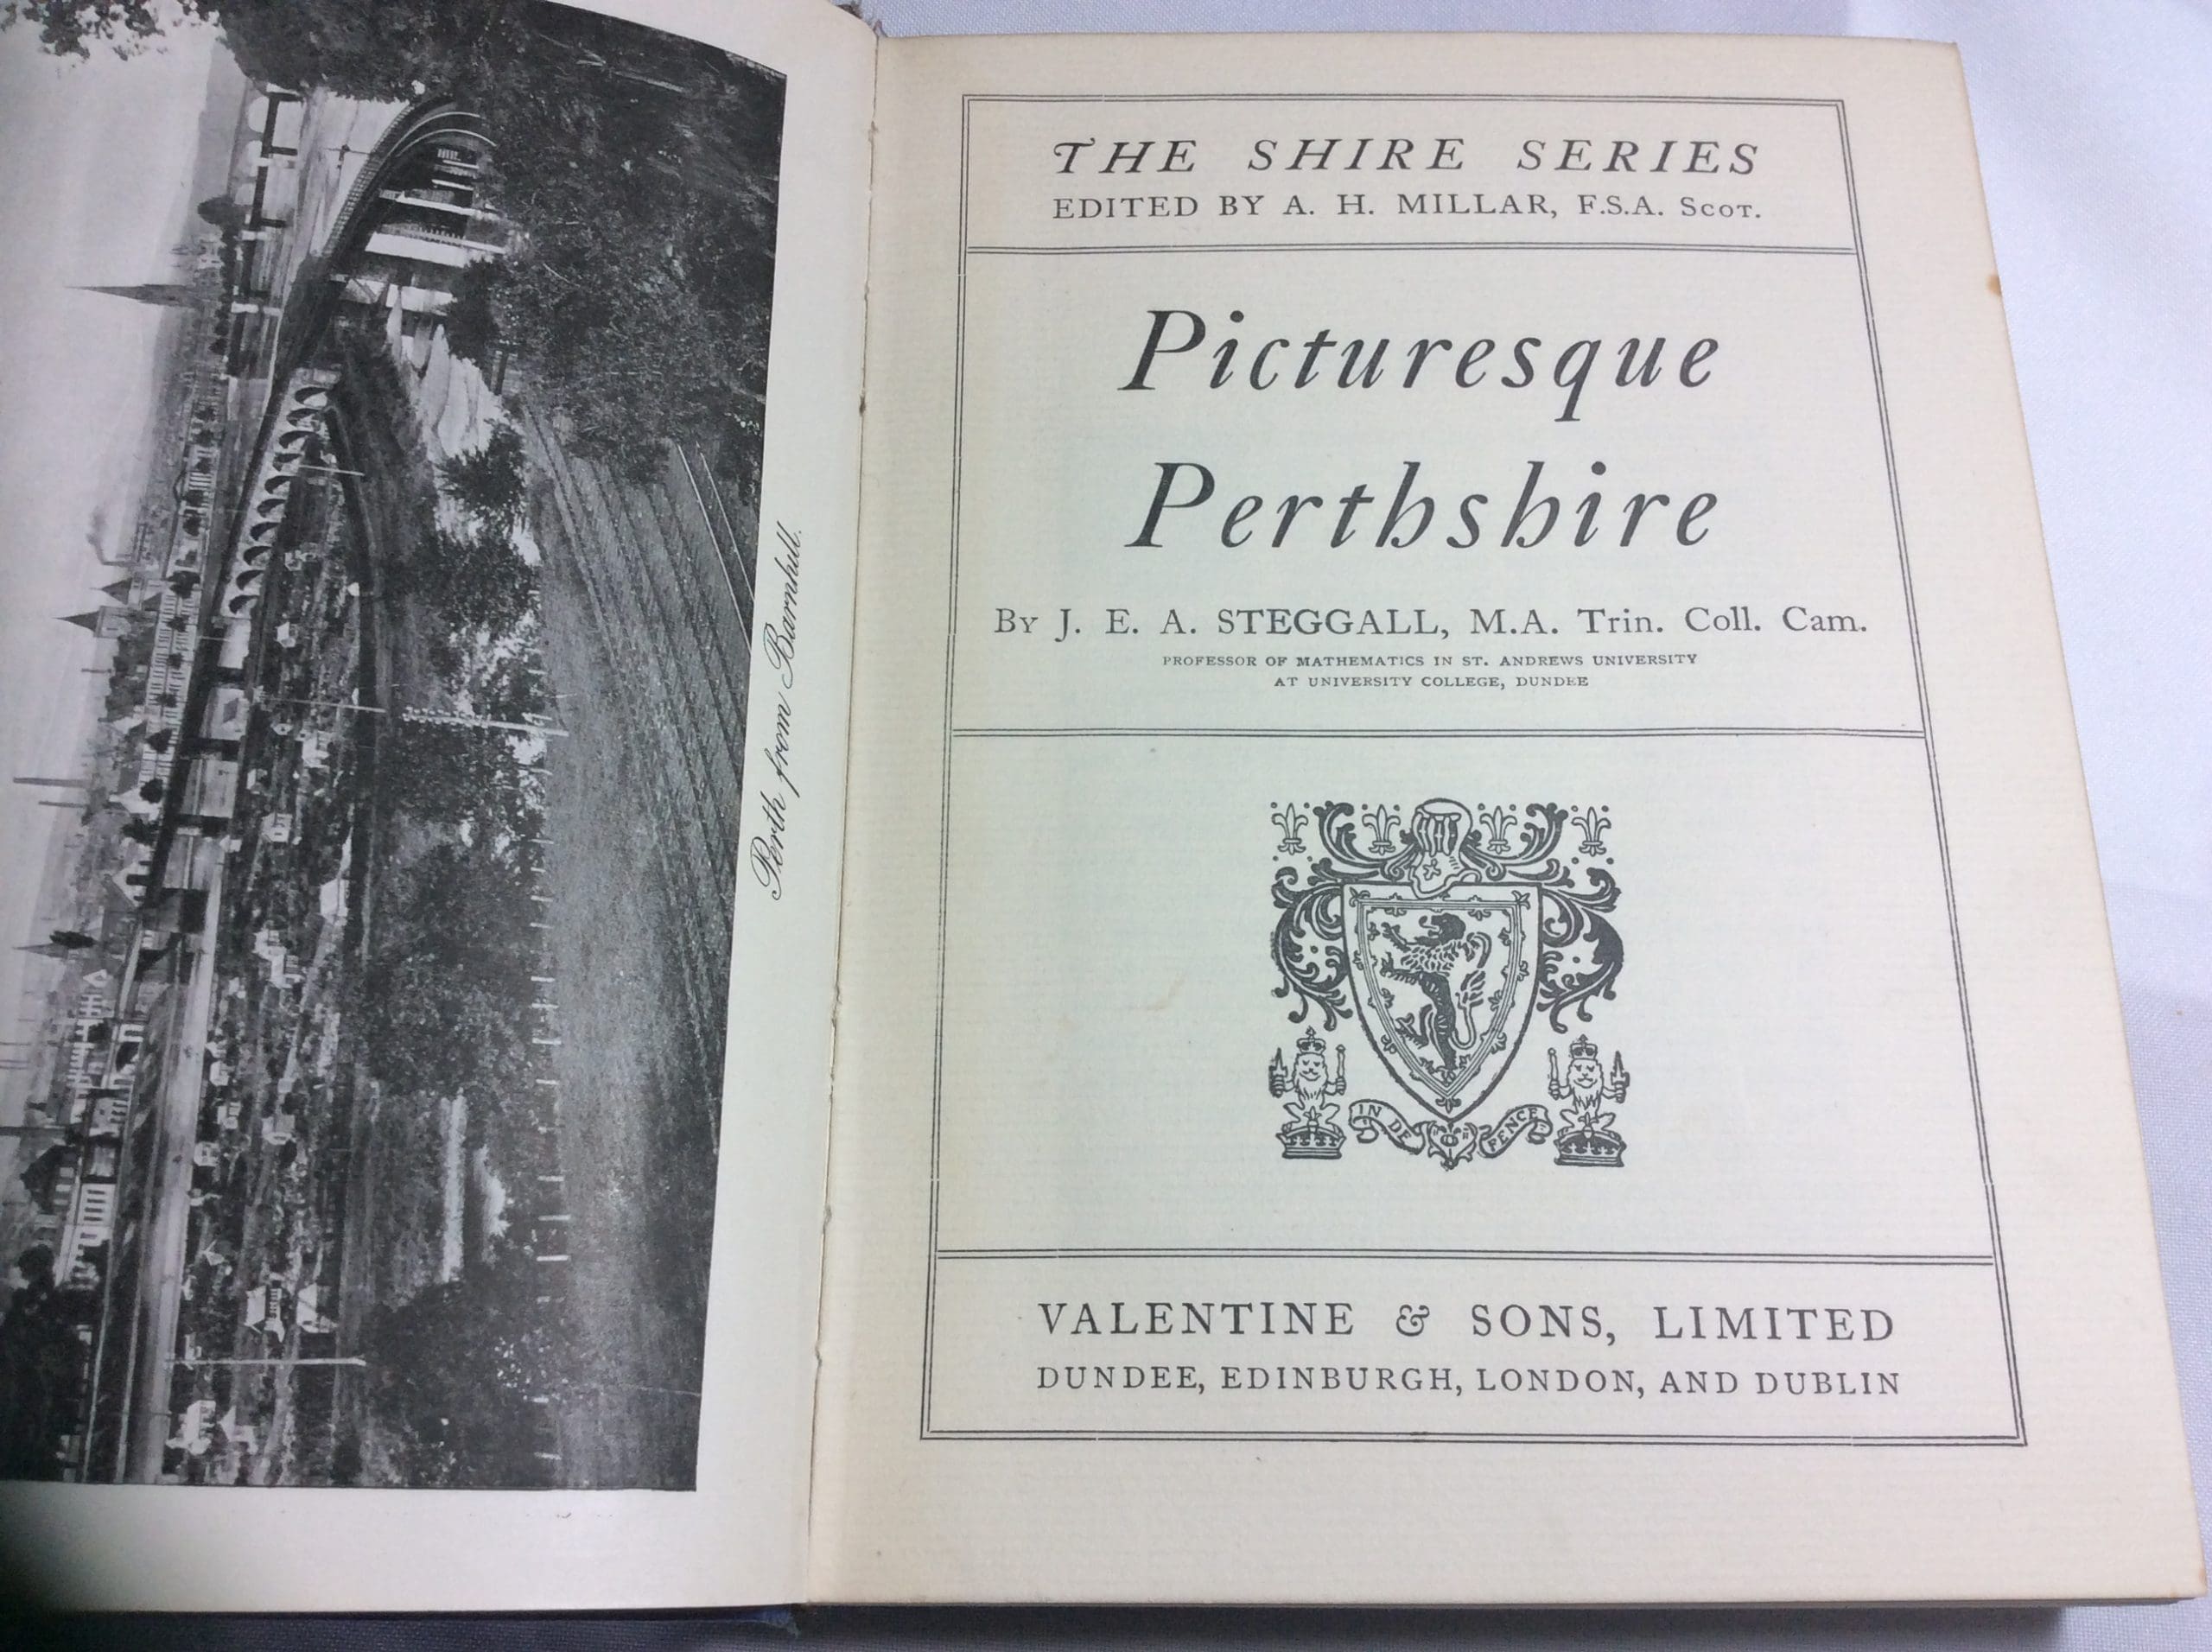 Perth from Barnhill.
THE SHIRE SERIES
EDITED BY A. H. MILLAR, F.S.A. Scot.
Picturesque
Perthshire
By J. E. A. STEGGALL, M.A. Trin. Coll. Cam.
PROFESSOR OF MATHEMATICS IN ST. ANDREWS UNIVERSITY
AT UNIVERSITY COLLEGE, DUNDEE
IN DE FENCE
VALENTINE & SONS, LIMITED
DUNDEE, EDINBURGH, LONDON, AND DUBLIN